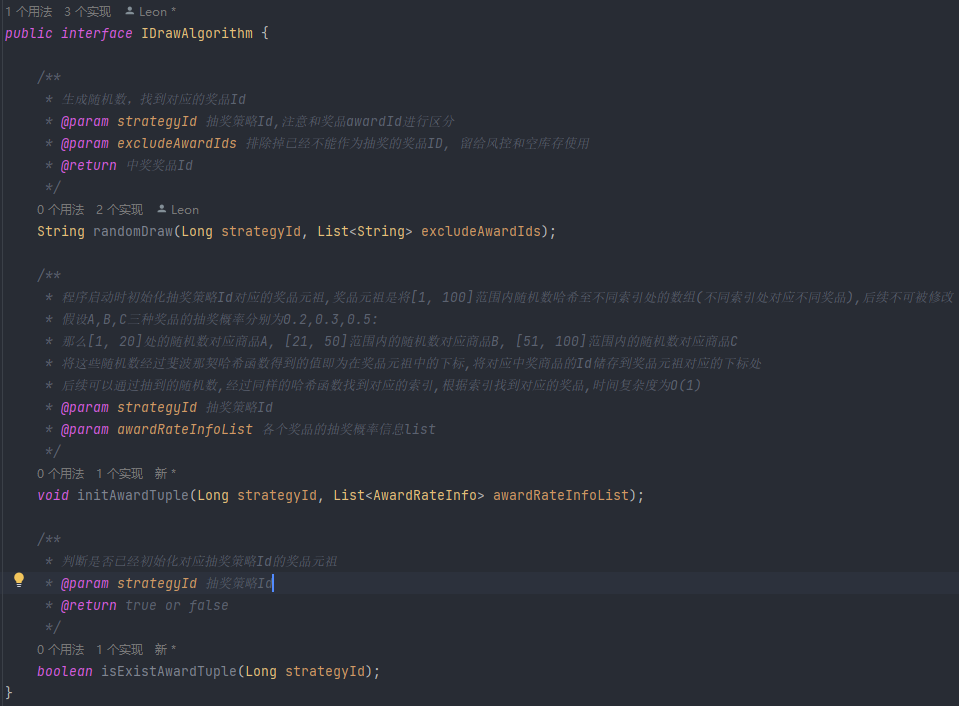 1 个用法   3 个实现   Leon *
public interface IDrawAlgorithm {
/**
 * 生成随机数，找到对应的奖品Id
 * @param strategyId 抽奖策略Id,注意和奖品awardId进行区分
 * @param excludeAwardIds 排除掉已经不能作为抽奖的奖品ID, 留给风控和空库存使用
 * @return 中奖奖品Id
 */
0 个用法   2 个实现   Leon
String randomDraw(Long strategyId, List<String> excludeAwardIds);
/**
 * 程序启动时初始化抽奖策略Id对应的奖品元祖,奖品元祖是将[1, 100]范围内随机数哈希至不同索引处的数组(不同索引处对应不同奖品),后续不可被修改
 * 假设A,B,C三种奖品的抽奖概率分别为0.2,0.3,0.5:
 * 那么[1, 20]处的随机数对应商品A, [21, 50]范围内的随机数对应商品B, [51, 100]范围内的随机数对应商品C
 * 将这些随机数经过斐波那契哈希函数得到的值即为在奖品元祖中的下标,将对应中奖商品的Id储存到奖品元祖对应的下标处
 * 后续可以通过抽到的随机数,经过同样的哈希函数找到对应的索引,根据索引找到对应的奖品,时间复杂度为O(1)
 * @param strategyId 抽奖策略Id
 * @param awardRateInfoList 各个奖品的抽奖概率信息list
 */
0 个用法   1 个实现   新 *
void initAwardTuple(Long strategyId, List<AwardRateInfo> awardRateInfoList);
/**
 * 判断是否已经初始化对应抽奖策略Id的奖品元祖
 * @param strategyId 抽奖策略Id
 * @return true or false
 */
0 个用法   1 个实现   新 *
boolean isExistAwardTuple(Long strategyId);
}